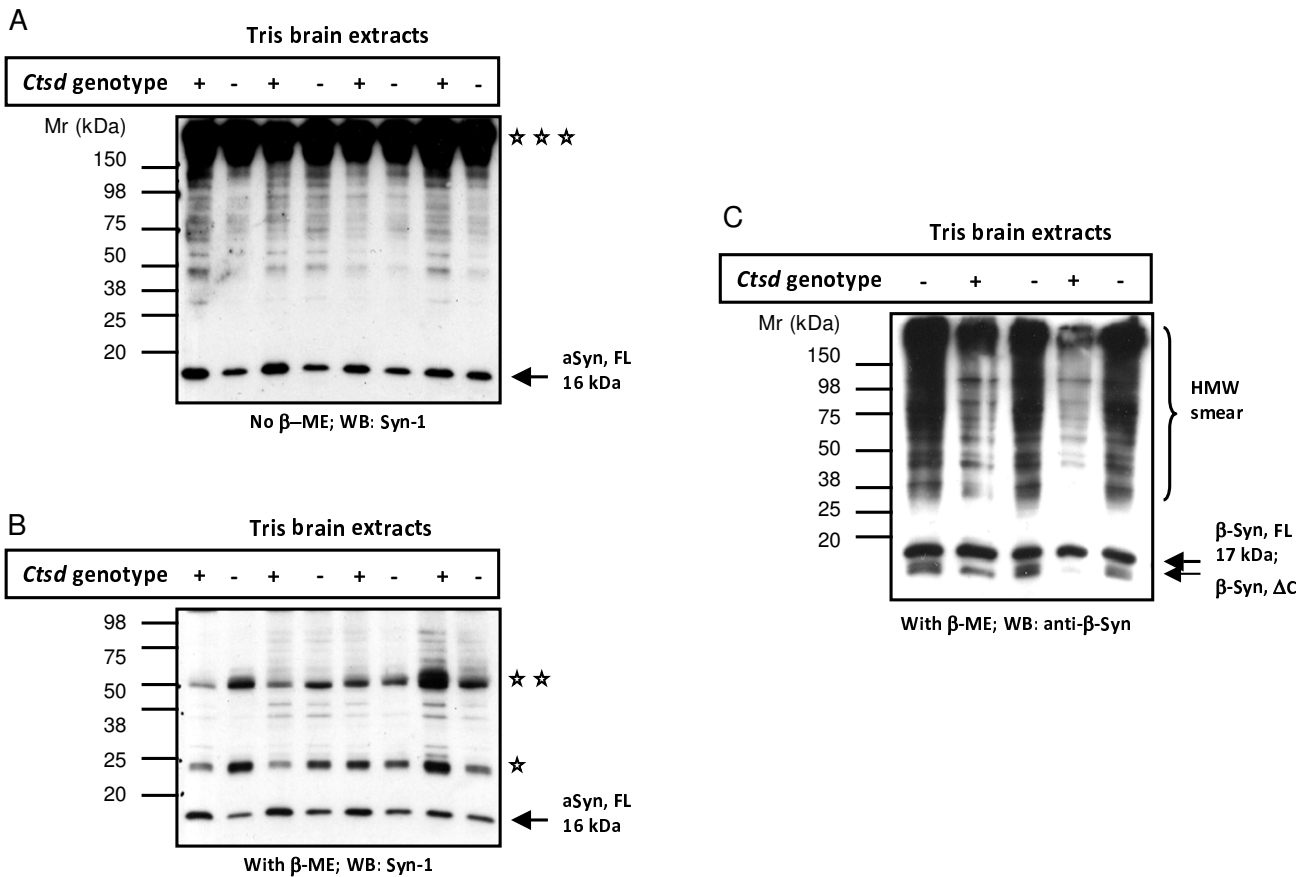 A
Tris brain extracts
Ctsd genotype + - + - + - + -
Mr (kDa)
150
98
75
50
38
25
20
☆☆☆
aSyn, FL
16 kDa
No β–ME; WB: Syn-1
B
Tris brain extracts
Ctsd genotype + - + - + - + -
98
75
50
38
25
20
☆☆
☆
aSyn, FL
16 kDa
With β-ME; WB: Syn-1
C
Tris brain extracts
Ctsd genotype - + - + -
Mr (kDa)
150
98
75
50
38
25
20
HMW
smear
β-Syn, FL
17 kDa;
β-Syn, ΔC
With β-ME; WB: anti-β-Syn